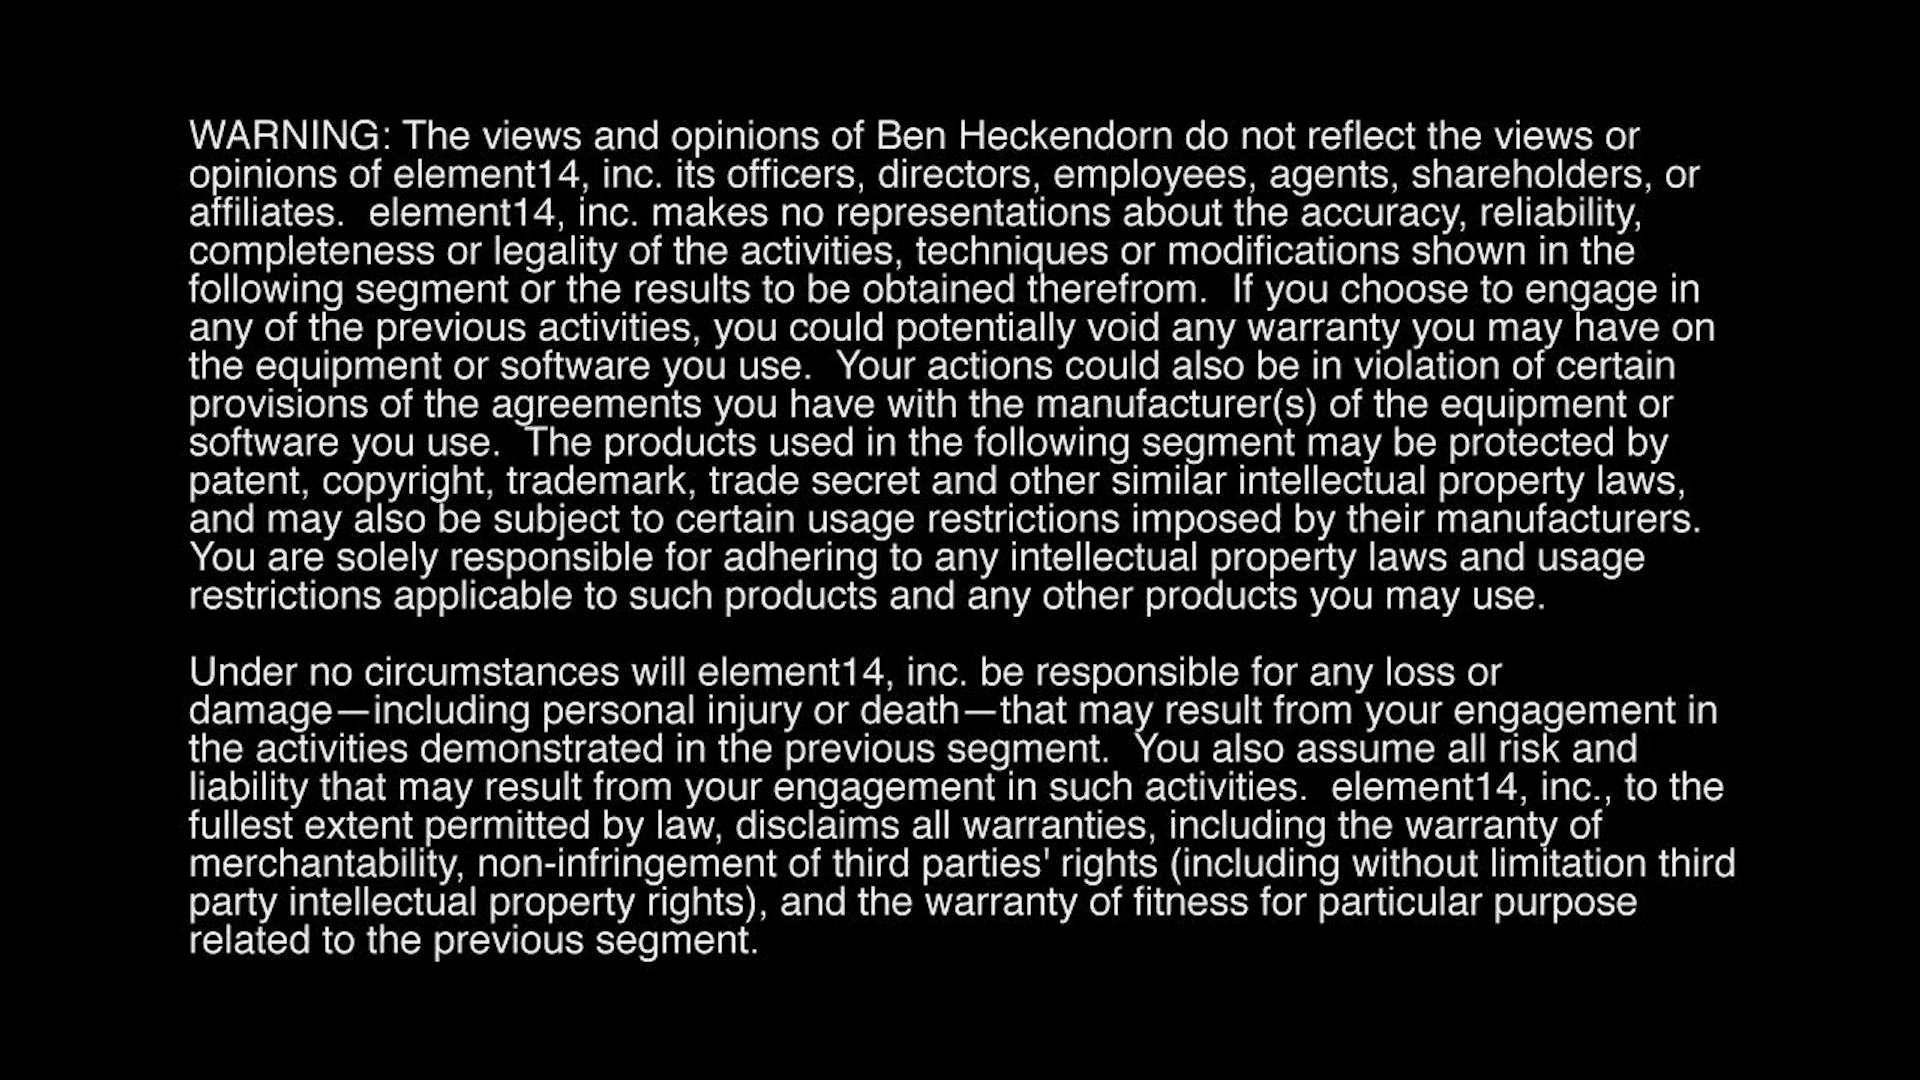 WARNING: The views and opinions of Ben Heckendorn do not reflect the views or
opinions of element14, inc. its officers, directors, employees, agents, shareholders, or
affiliates.  element14, inc. makes no representations about the accuracy, reliability,
completeness or legality of the activities, techniques or modifications shown in the
following segment or the results to be obtained therefrom.  If you choose to engage in
any of the previous activities, you could potentially void any warranty you may have on
the equipment or software you use.  Your actions could also be in violation of certain
provisions of the agreements you have with the manufacturer(s) of the equipment or
software you use.  The products used in the following segment may be protected by
patent, copyright, trademark, trade secret and other similar intellectual property laws,
and may also be subject to certain usage restrictions imposed by their manufacturers.
You are solely responsible for adhering to any intellectual property laws and usage
restrictions applicable to such products and any other products you may use.

Under no circumstances will element14, inc. be responsible for any loss or
damage—including personal injury or death—that may result from your engagement in
the activities demonstrated in the previous segment.  You also assume all risk and
liability that may result from your engagement in such activities.  element14, inc., to the
fullest extent permitted by law, disclaims all warranties, including the warranty of
merchantability, non-infringement of third parties' rights (including without limitation third
party intellectual property rights), and the warranty of fitness for particular purpose
related to the previous segment.